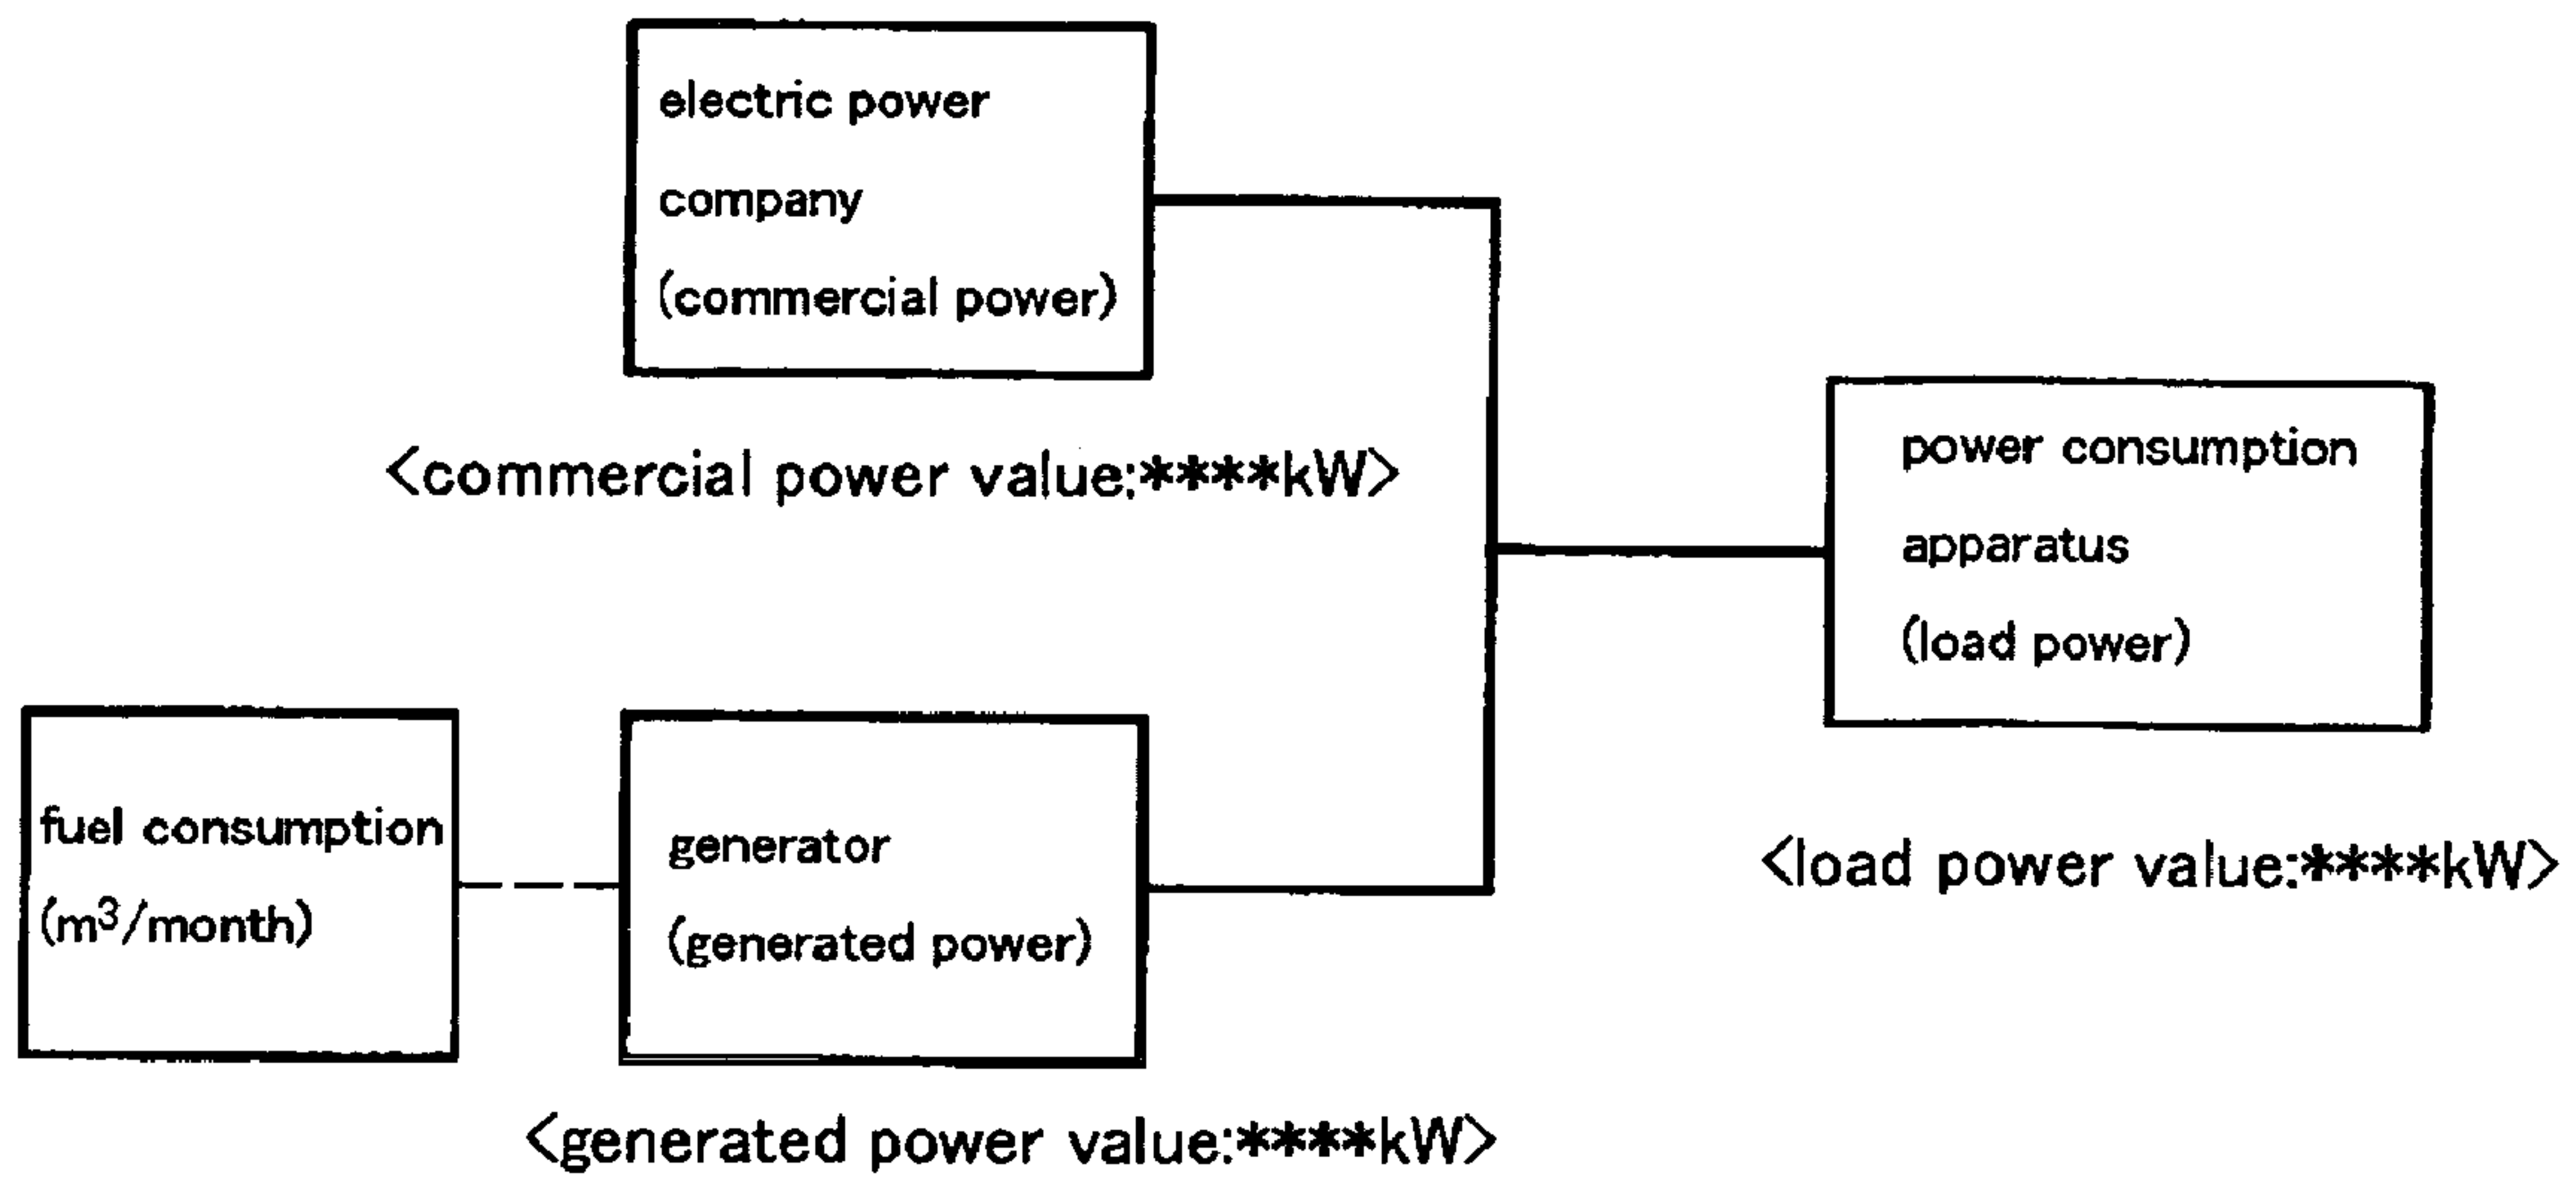 electric power
company
(commercial power)
<commercial power value:****kW>
power consumption
apparatus
(load power)
<load power value:****kW>
fuel consumption
(m³/month)
generator
(generated power)
<generated power value:****kW>